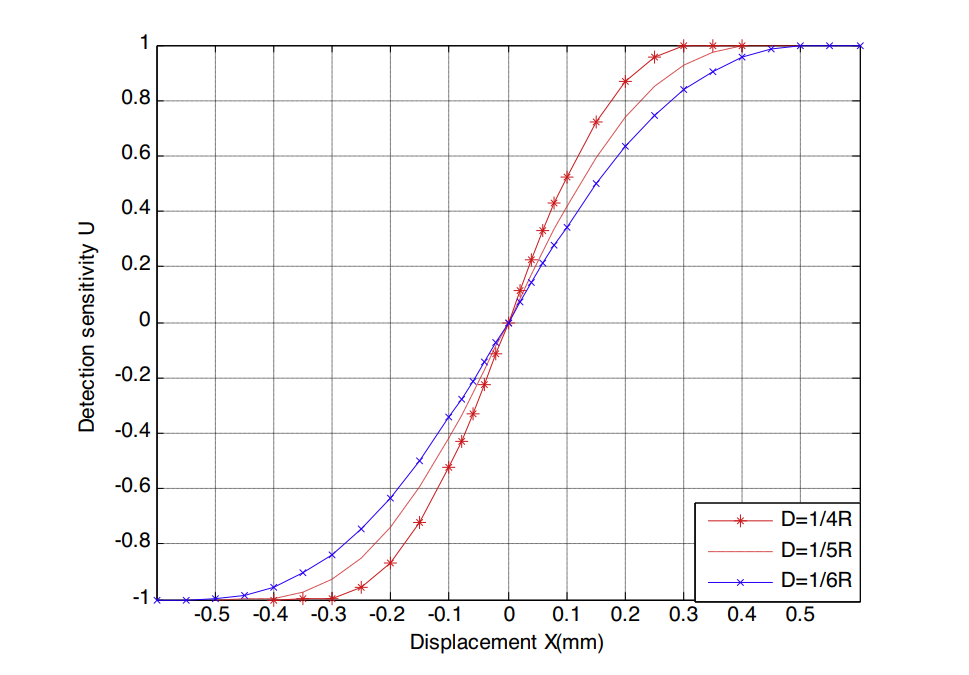 1
0.8
0.6
0.4
0.2
0
-0.2
-0.4
-0.6
-0.8
-1
Detection sensitivity U
-0.5 -0.4 -0.3 -0.2 -0.1 0 0.1 0.2 0.3 0.4 0.5
Displacement X(mm)
D=1/4R
D=1/5R
D=1/6R